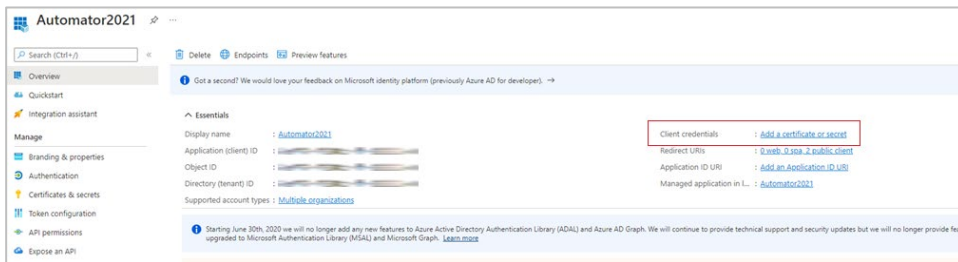 Automator2021
Search (Ctrl+/)
«
Delete
Endpoints
Preview features
Overview
Quickstart
Integration assistant
Manage
Branding & properties
Authentication
Certificates & secrets
Token configuration
API permissions
Expose an API
Got a second? We would love your feedback on Microsoft identity platform (previously Azure AD for developer). →
Essentials
Display name : Automator2021
Application (client) ID :
Object ID :
Directory (tenant) ID :
Supported account types : Multiple organizations
Client credentials : Add a certificate or secret
Redirect URIs : 0 web, 0 spa, 2 public client
Application ID URI : Add an Application ID URI
Managed application in l... : Automator2021
Starting June 30th, 2020 we will no longer add any new features to Azure Active Directory Authentication Library (ADAL) and Azure AD Graph. We will continue to provide technical support and security updates but we will no longer provide
upgraded to Microsoft Authentication Library (MSAL) and Microsoft Graph. Learn more